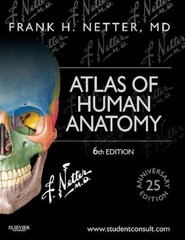 FRANK H. NETTER, MD
ATLAS OF
HUMAN
ANATOMY
6th EDITION
ANNIVERSARY
25
EDITION
ELSEVIER
www.studentconsult.com